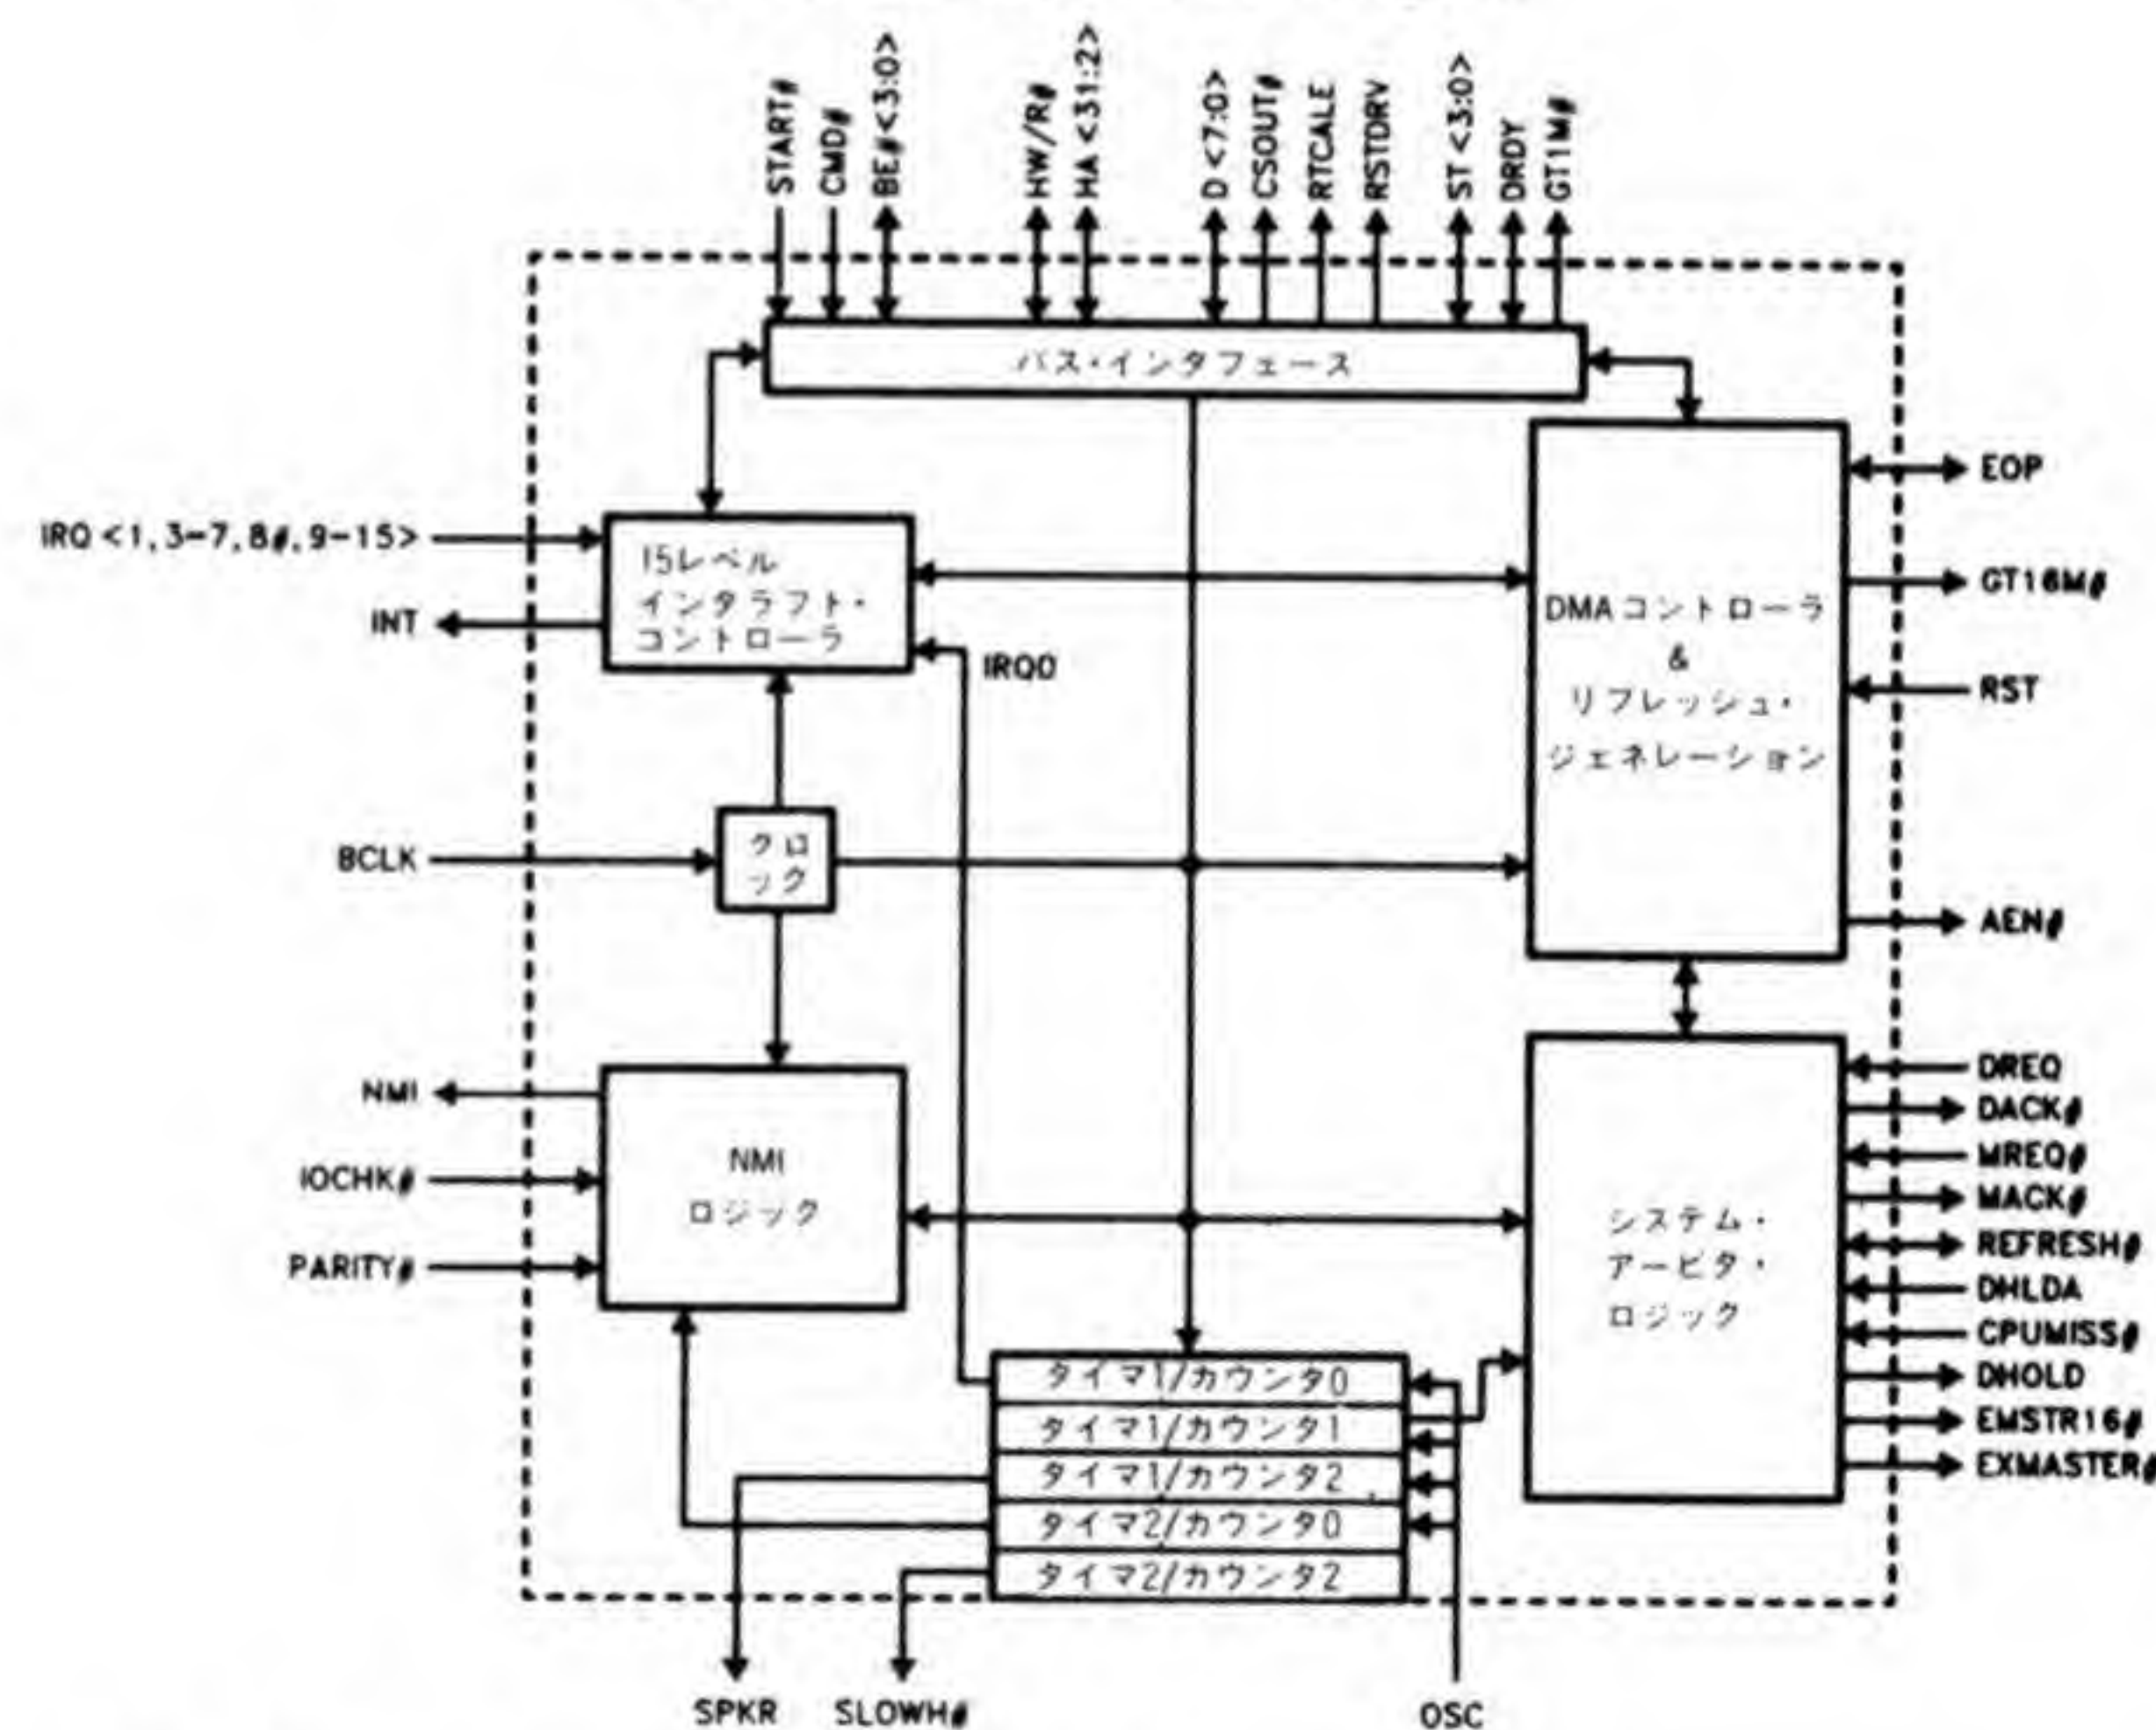 START#
CMD#
BE#<3:0>
HW/R#
HA<31:2>
D<7:0>
CSOUT#
RTCALE
RSTDRV
ST<3:0>
DRDY
GT1M#
バス・インタフェース
IRQ<1,3-7,8#,9-15>
INT
15レベル
インタラプト・
コントローラ
IRQ0
DMAコントローラ
&
リフレッシュ・
ジェネレーション
EOP
GT16M#
RST
AEN#
BCLK
クロ
ック
NMI
IOCHK#
PARITY#
NMI
ロジック
システム・
アービタ・
ロジック
DREQ
DACK#
MREQ#
MACK#
REFRESH#
DHLDA
CPUMISS#
DHOLD
EMSTR16#
EXMASTER#
タイマ1/カウンタ0
タイマ1/カウンタ1
タイマ1/カウンタ2
タイマ2/カウンタ0
タイマ2/カウンタ2
SPKR
SLOWH#
OSC